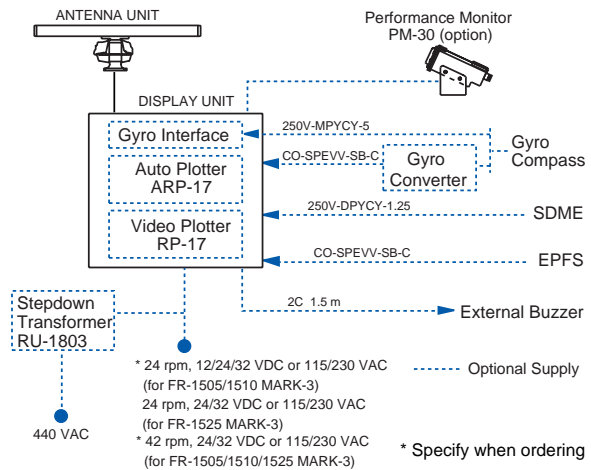 ANTENNA UNIT
Performance Monitor
PM-30 (option)
DISPLAY UNIT
Gyro Interface
250V-MPYCY-5
Gyro
Compass
CO-SPEVV-SB-C
Gyro
Converter
Auto Plotter
ARP-17
250V-DPYCY-1.25
SDME
Video Plotter
RP-17
CO-SPEVV-SB-C
EPFS
2C 1.5 m
External Buzzer
Stepdown
Transformer
RU-1803
440 VAC
* 24 rpm, 12/24/32 VDC or 115/230 VAC
(for FR-1505/1510 MARK-3)
24 rpm, 24/32 VDC or 115/230 VAC
(for FR-1525 MARK-3)
* 42 rpm, 24/32 VDC or 115/230 VAC
(for FR-1505/1510/1525 MARK-3)
Optional Supply
* Specify when ordering